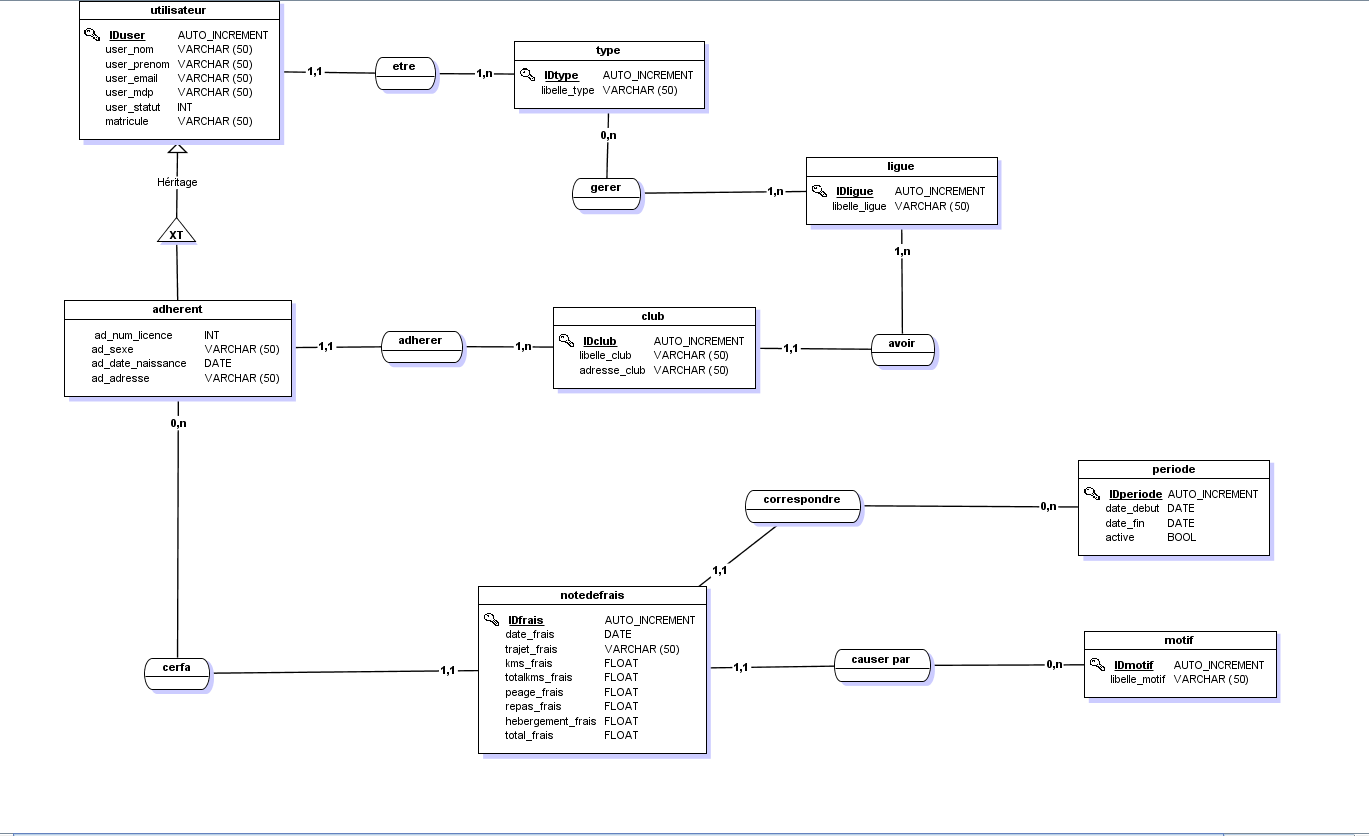 utilisateur
IDuser AUTO_INCREMENT
user_nom VARCHAR (50)
user_prenom VARCHAR (50)
user_email VARCHAR (50)
user_mdp VARCHAR (50)
user_statut INT
matricule VARCHAR (50)
1,1
etre
1,n
type
IDtype AUTO_INCREMENT
libelle_type VARCHAR (50)
0,n
gerer
1,n
ligue
IDligue AUTO_INCREMENT
libelle_ligue VARCHAR (50)
1,n
Héritage
XT
adherent
ad_num_licence INT
ad_sexe VARCHAR (50)
ad_date_naissance DATE
ad_adresse VARCHAR (50)
1,1
adherer
1,n
club
IDclub AUTO_INCREMENT
libelle_club VARCHAR (50)
adresse_club VARCHAR (50)
1,1
avoir
0,n
correspondre
0,n
periode
IDperiode AUTO_INCREMENT
date_debut DATE
date_fin DATE
active BOOL
1,1
cerfa
1,1
notedefrais
IDfrais AUTO_INCREMENT
date_frais DATE
trajet_frais VARCHAR (50)
kms_frais FLOAT
totalkms_frais FLOAT
peage_frais FLOAT
repas_frais FLOAT
hebergement_frais FLOAT
total_frais FLOAT
1,1
causer par
0,n
motif
IDmotif AUTO_INCREMENT
libelle_motif VARCHAR (50)